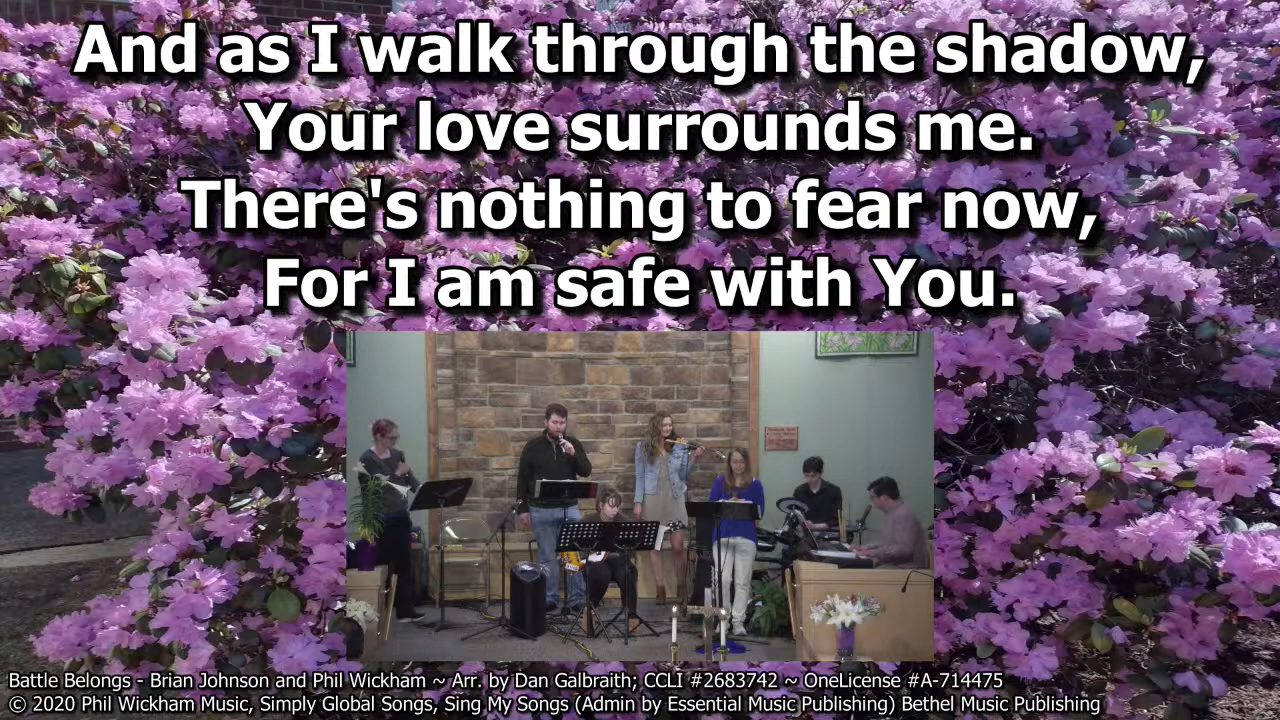 And as I walk through the shadow,
Your love surrounds me.
There's nothing to fear now,
For I am safe with You.
Battle Belongs - Brian Johnson and Phil Wickham ~ Arr. by Dan Galbraith; CCLI #2683742 ~ OneLicense #A-714475
© 2020 Phil Wickham Music, Simply Global Songs, Sing My Songs (Admin by Essential Music Publishing) Bethel Music Publishing